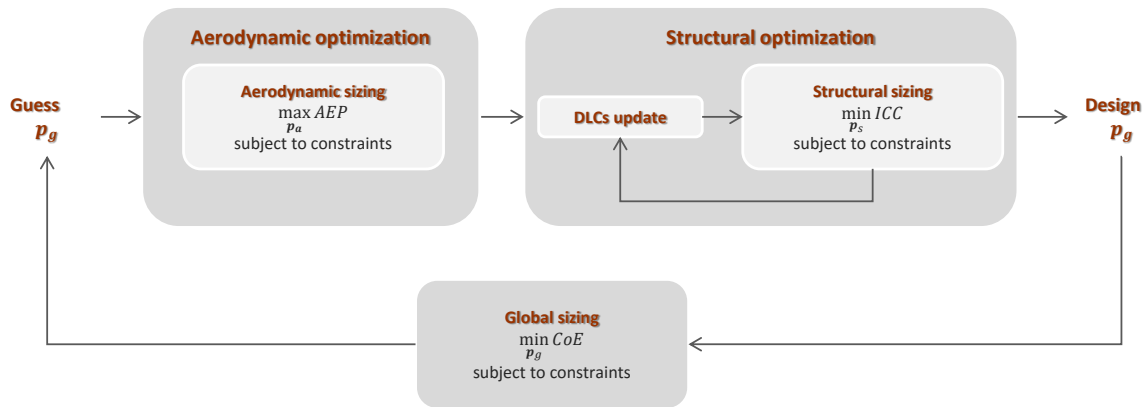 Aerodynamic optimization
Structural optimization
Guess
p_g
Aerodynamic sizing
max AEP
p_a
subject to constraints
DLCs update
Structural sizing
min ICC
p_s
subject to constraints
Design
p_g
Global sizing
min CoE
p_g
subject to constraints